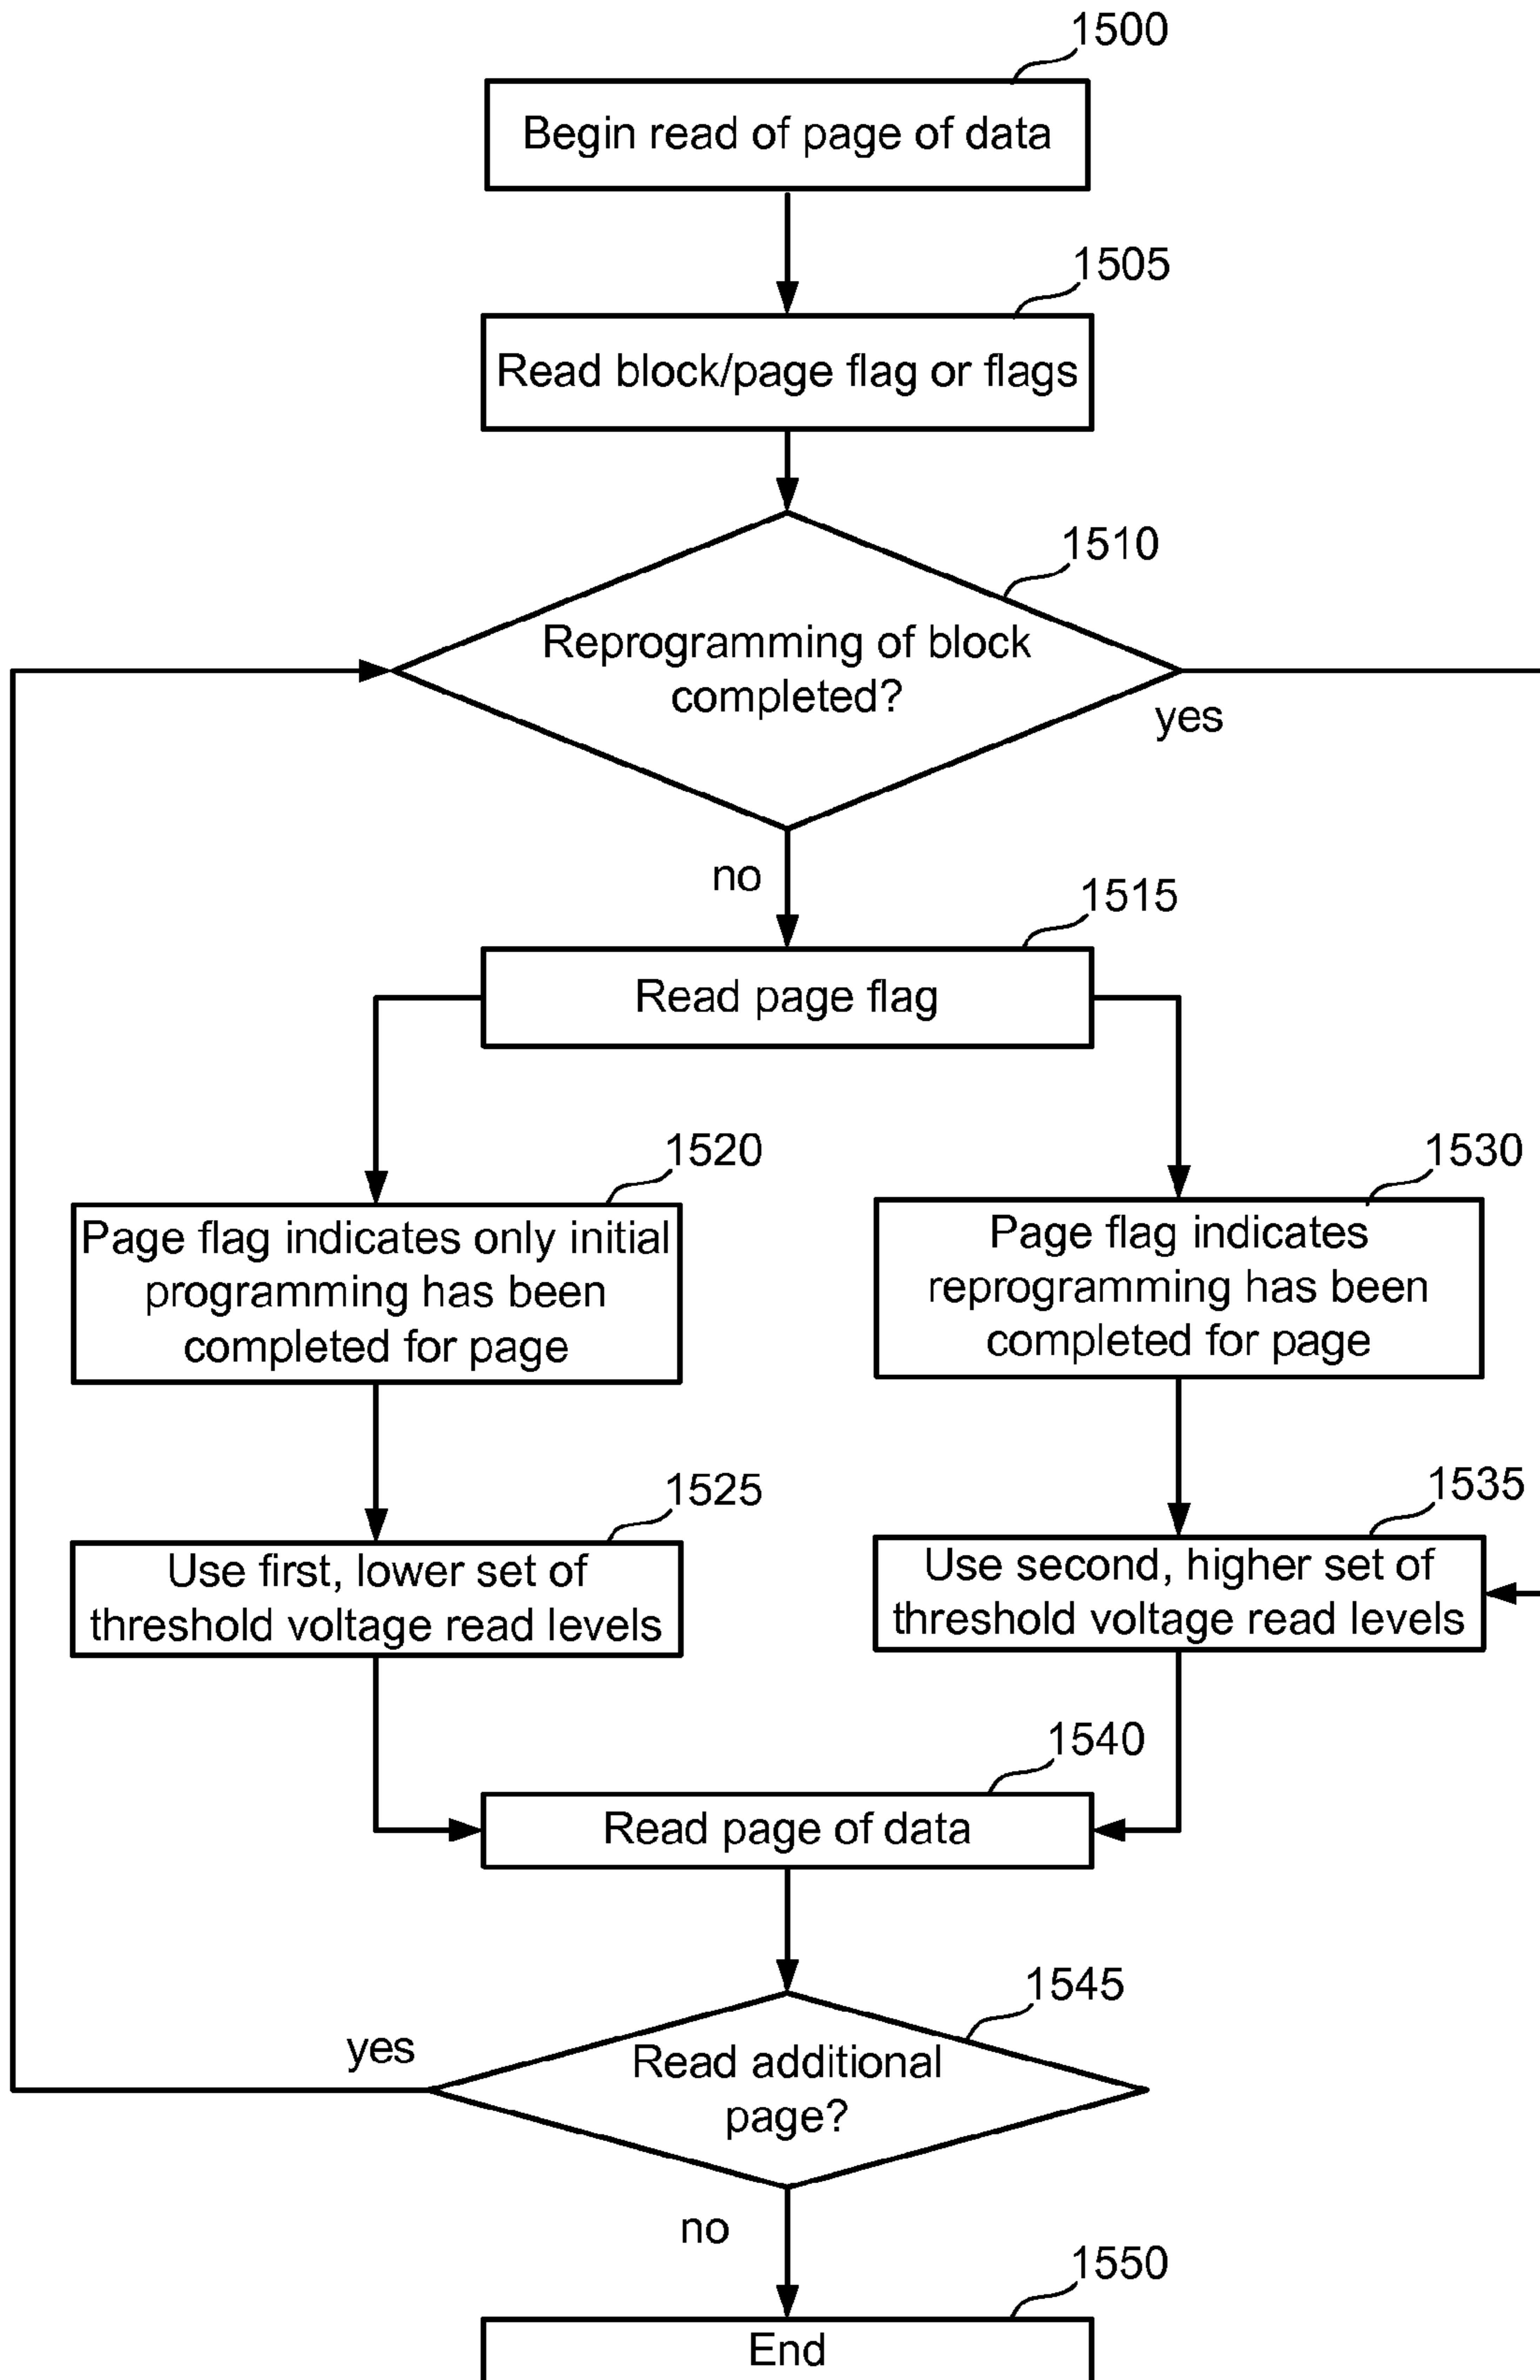 1500
Begin read of page of data
1505
Read block/page flag or flags
1510
Reprogramming of block
completed?
yes
no
1515
Read page flag
1520
Page flag indicates only initial
programming has been
completed for page
1530
Page flag indicates
reprogramming has been
completed for page
1525
Use first, lower set of
threshold voltage read levels
1535
Use second, higher set of
threshold voltage read levels
1540
Read page of data
1545
Read additional
page?
yes
no
1550
End